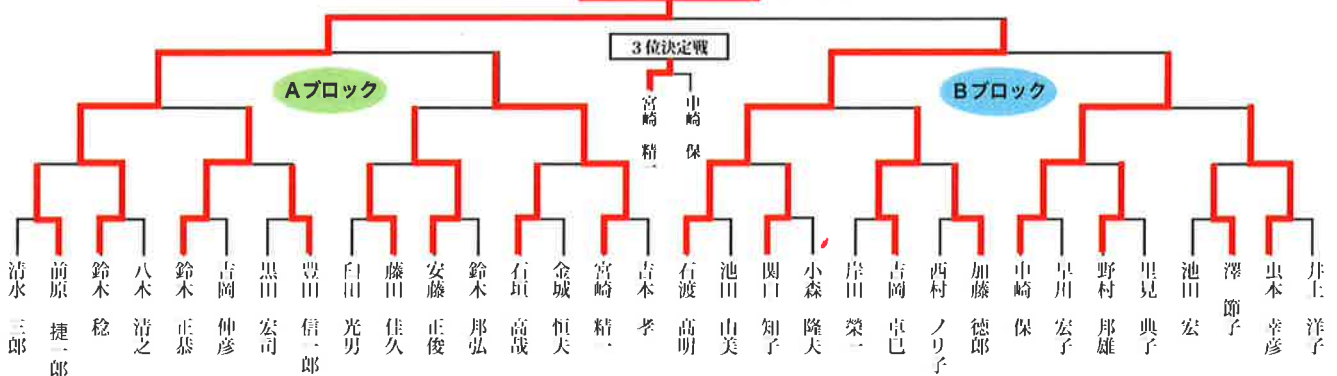 3位決定戦
Aブロック
Bブロック
宮崎 精一
中崎 保
清水 三郎
前原 捷一郎
鈴木 稔
八木 清之
鈴木 正恭
吉岡 伸彦
黒田 宏司
豊田 信一郎
臼田 光男
藤田 佳久
安藤 正俊
鈴木 邦弘
石垣 高哉
金城 恒夫
宮崎 精一
吉本 孝
石渡 高明
池田 山美
関口 知子
小森 隆夫
岸田 榮一
吉岡 卓巳
西村 ノリ子
加藤 徳郎
中崎 保
早川 宏子
野村 邦雄
里見 典子
池田 宏
澤 節子
虫本 幸彦
井上 洋子